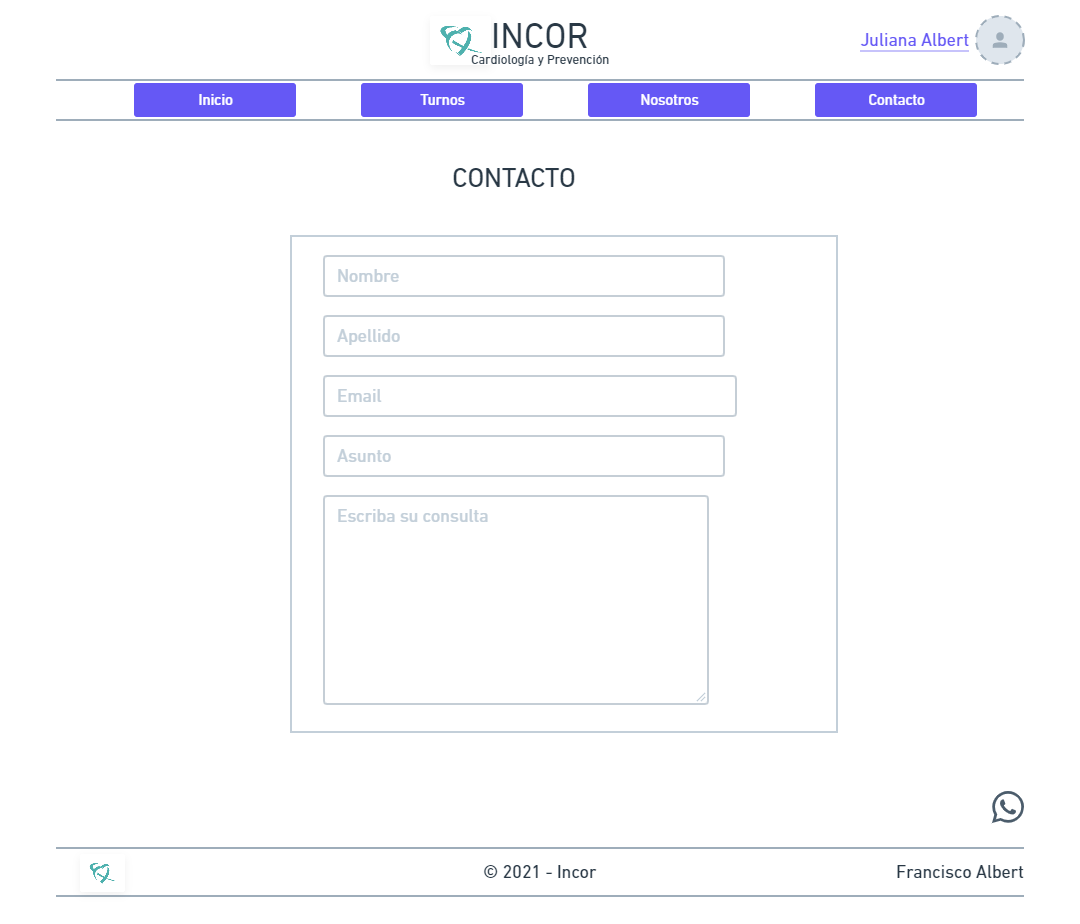 INCOR
Cardiología y Prevención
Juliana Albert
Inicio
Turnos
Nosotros
Contacto
CONTACTO
Nombre
Apellido
Email
Asunto
Escriba su consulta
© 2021 - Incor
Francisco Albert